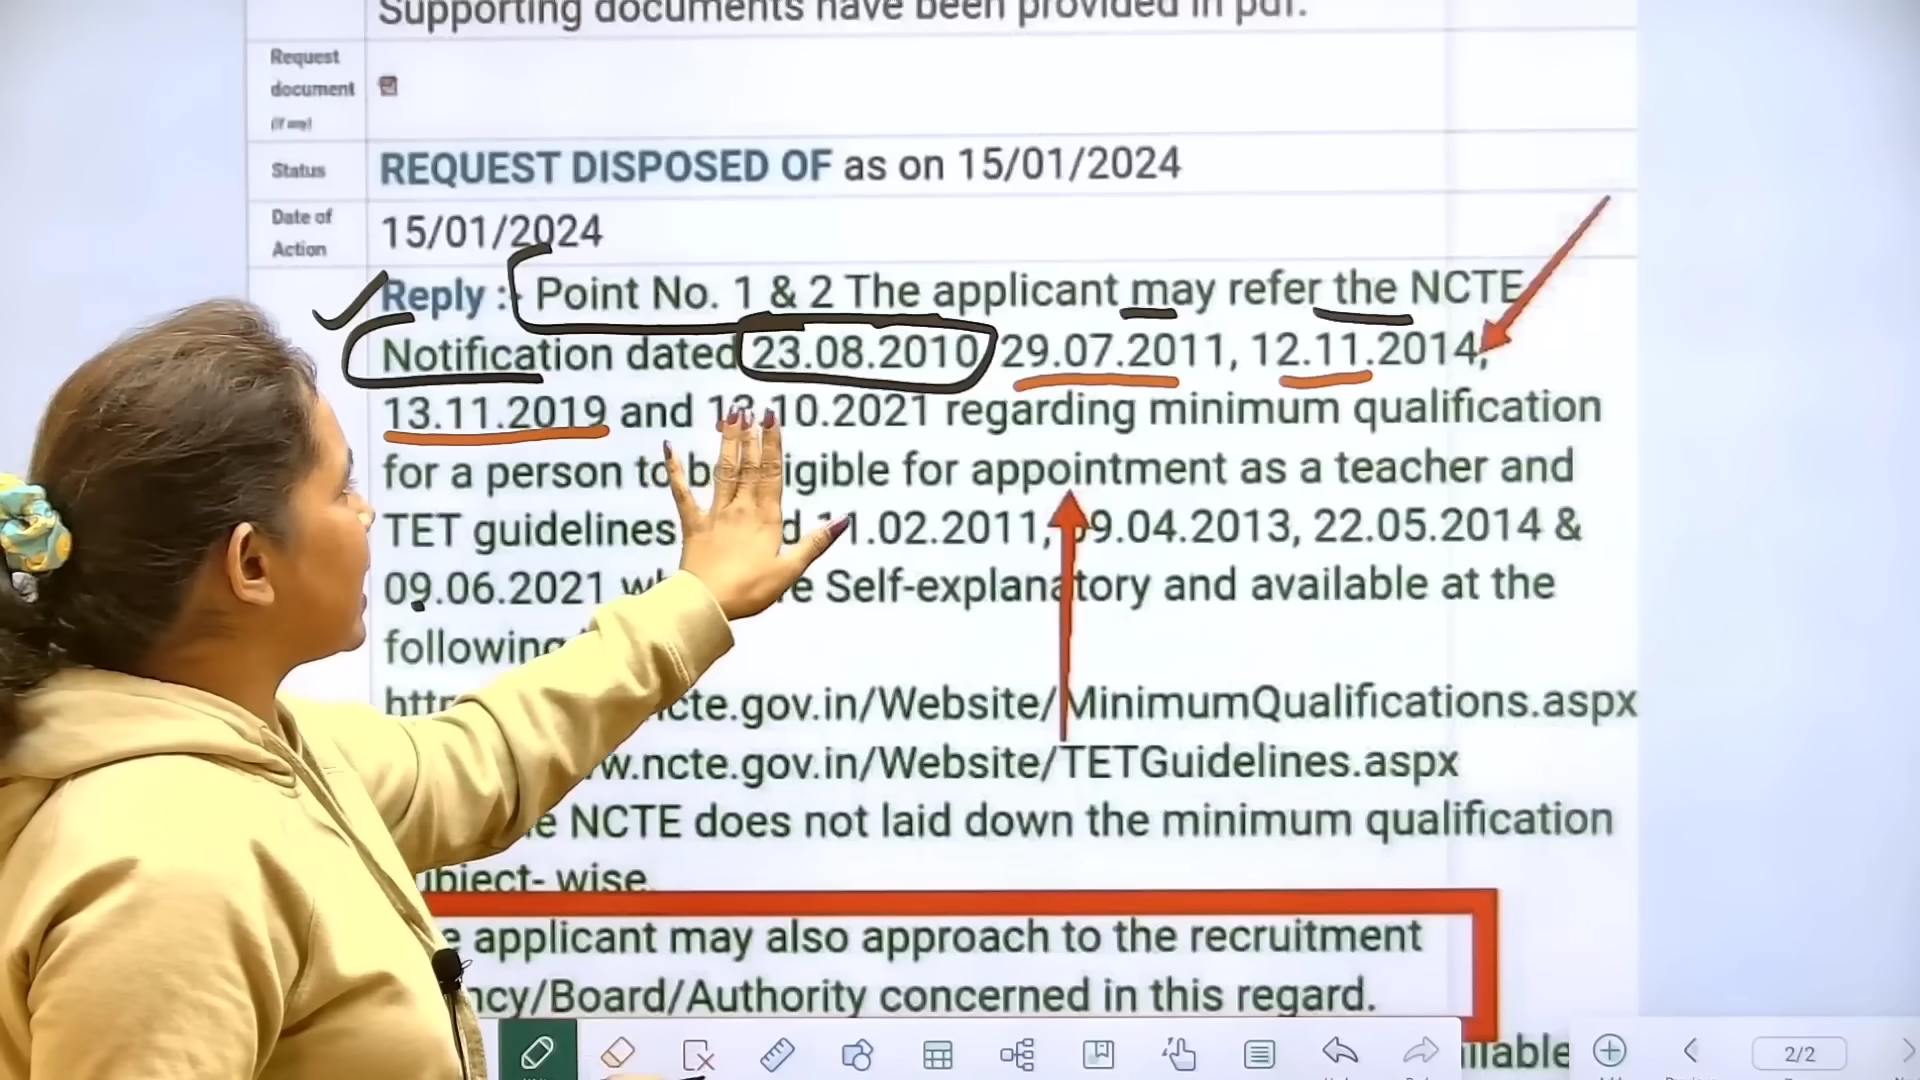 Supporting documents have been provided in pdf.
Request
document
(If any)
Status
REQUEST DISPOSED OF as on 15/01/2024
Date of
Action
15/01/2024
Reply :- Point No. 1 & 2 The applicant may refer the NCTE
Notification dated 23.08.2010 29.07.2011, 12.11.2014,
13.11.2019 and 10.2021 regarding minimum qualification
for a person to for appointment as a teacher and
TET guidelines 11.02.2011, 09.04.2013, 22.05.2014 &
09.06.2021 Self-explanatory and available at the
following
cte.gov.in/Website/MinimumQualifications.aspx
w.ncte.gov.in/Website/TETGuidelines.aspx
NCTE does not laid down the minimum qualification
wise
applicant may also approach to the recruitment
ncy/Board/Authority concerned in this regard.
2/2